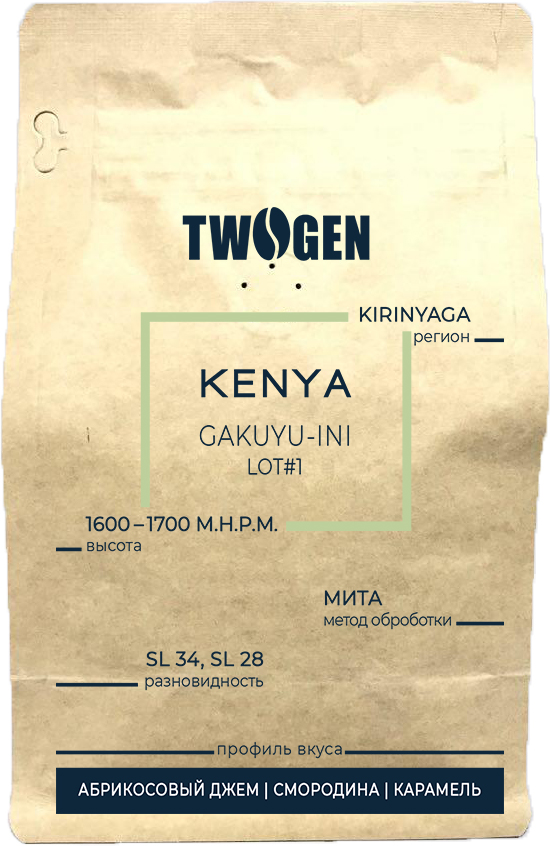 TWOGEN
KIRINYAGA
регион
KENYA
GAKUYU-INI
LOT#1
1600 – 1700 М.Н.Р.М.
высота
МИТА
метод оброботки
SL 34, SL 28
разновидность
профиль вкуса
АБРИКОСОВЫЙ ДЖЕМ | СМОРОДИНА | КАРАМЕЛЬ